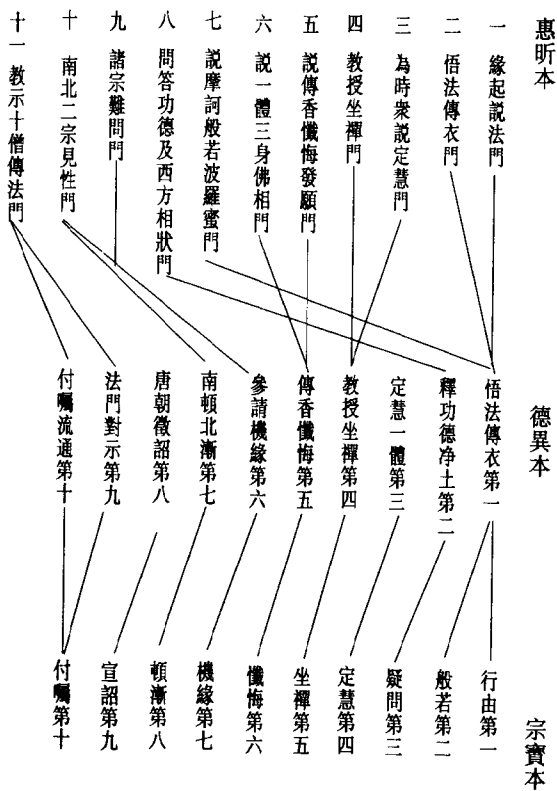 惠昕本
一 緣起説法門
二 悟法傳衣門
三 為時衆説定慧門
四 教授坐禪門
五 説傳香懺悔發願門
六 説一體三身佛相門
七 説摩訶般若波羅蜜門
八 問答功德及西方相狀門
九 諸宗難問門
十 南北二宗見性門
十一 教示十僧傳法門
德異本
悟法傳衣第一
釋功德净土第二
定慧一體第三
教授坐禪第四
傳香懺悔第五
參請機緣第六
南頓北漸第七
唐朝徵詔第八
法門對示第九
付囑流通第十
宗寶本
行由第一
般若第二
疑問第三
定慧第四
坐禪第五
懺悔第六
機緣第七
頓漸第八
宣詔第九
付囑第十